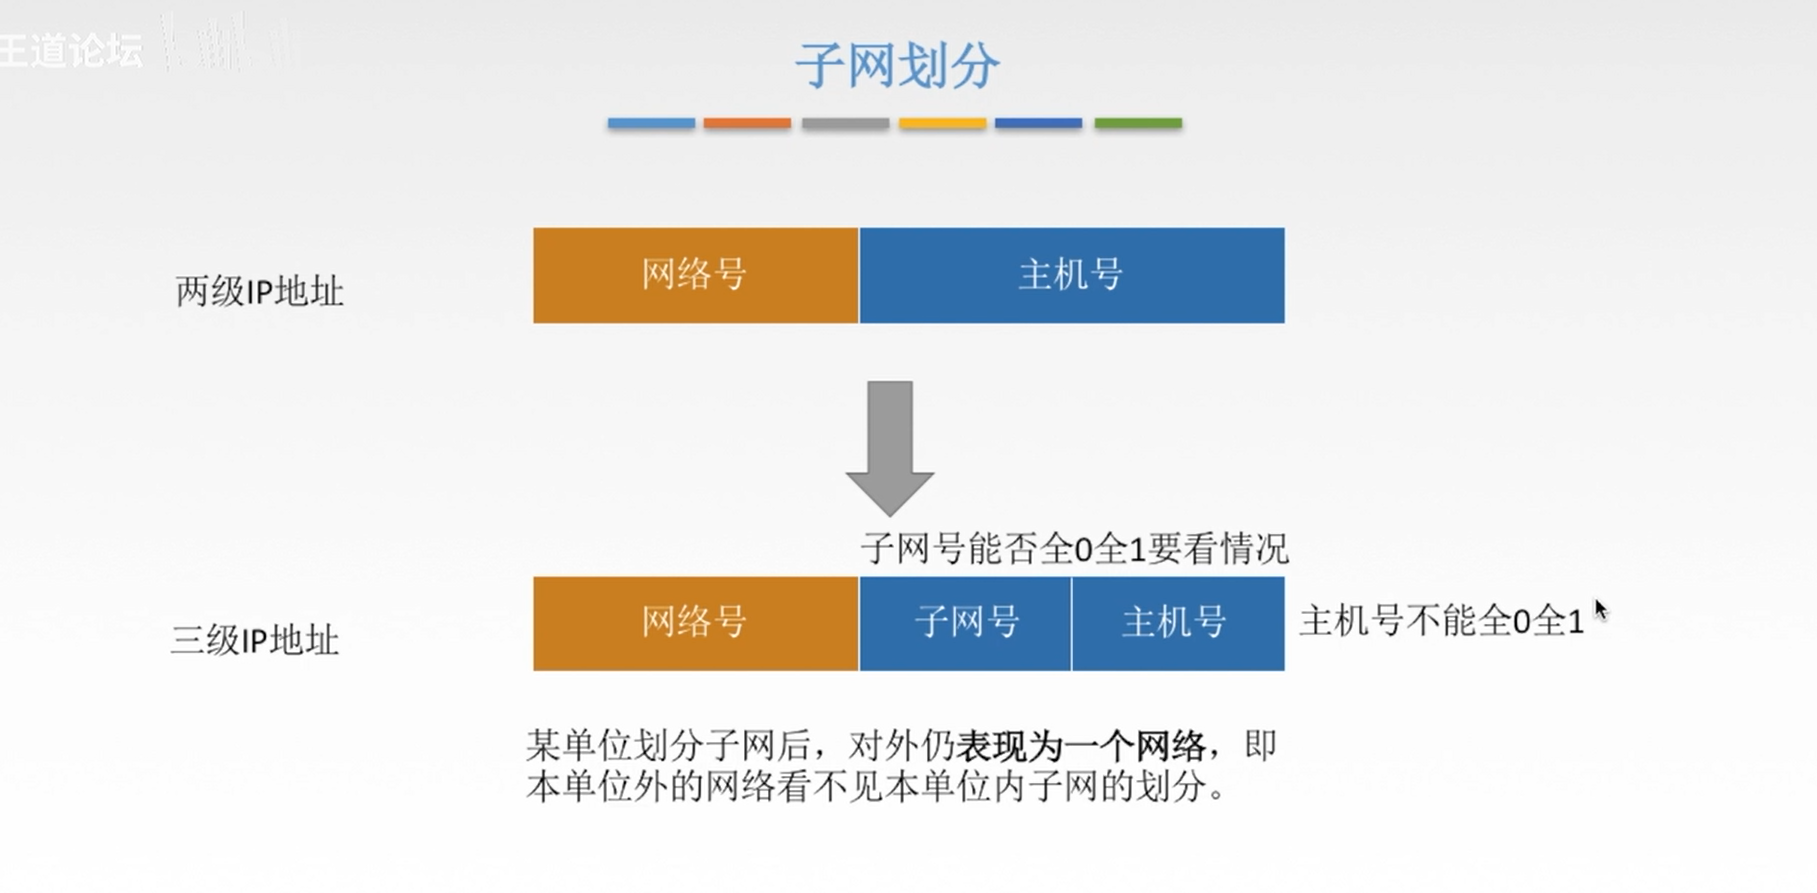 王道论坛
子网划分
两级IP地址
网络号 主机号
子网号能否全0全1要看情况
三级IP地址
网络号 子网号 主机号 主机号不能全0全1
某单位划分子网后，对外仍表现为一个网络，即
本单位外的网络看不见本单位内子网的划分。